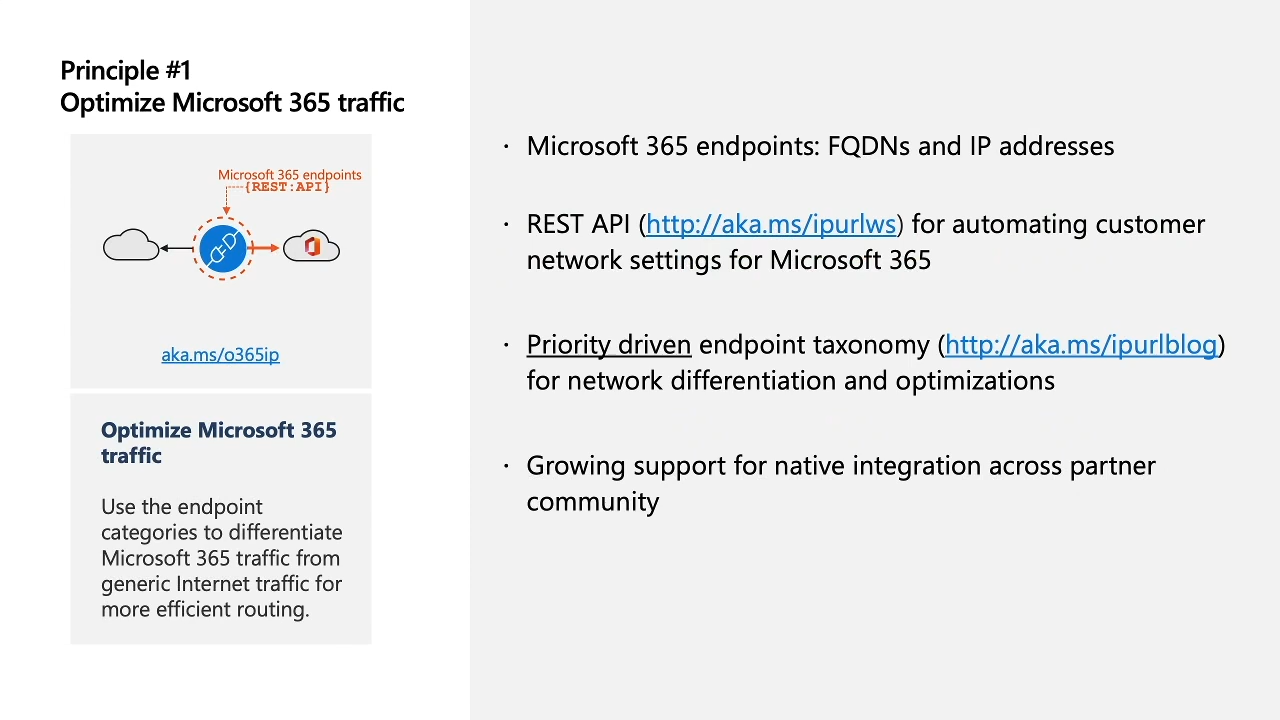 Principle #1
Optimize Microsoft 365 traffic
Microsoft 365 endpoints
{REST:API}
aka.ms/o365ip
Optimize Microsoft 365
traffic
Use the endpoint
categories to differentiate
Microsoft 365 traffic from
generic Internet traffic for
more efficient routing.
· Microsoft 365 endpoints: FQDNs and IP addresses
· REST API (http://aka.ms/ipurlws) for automating customer
network settings for Microsoft 365
· Priority driven endpoint taxonomy (http://aka.ms/ipurlblog)
for network differentiation and optimizations
· Growing support for native integration across partner
community